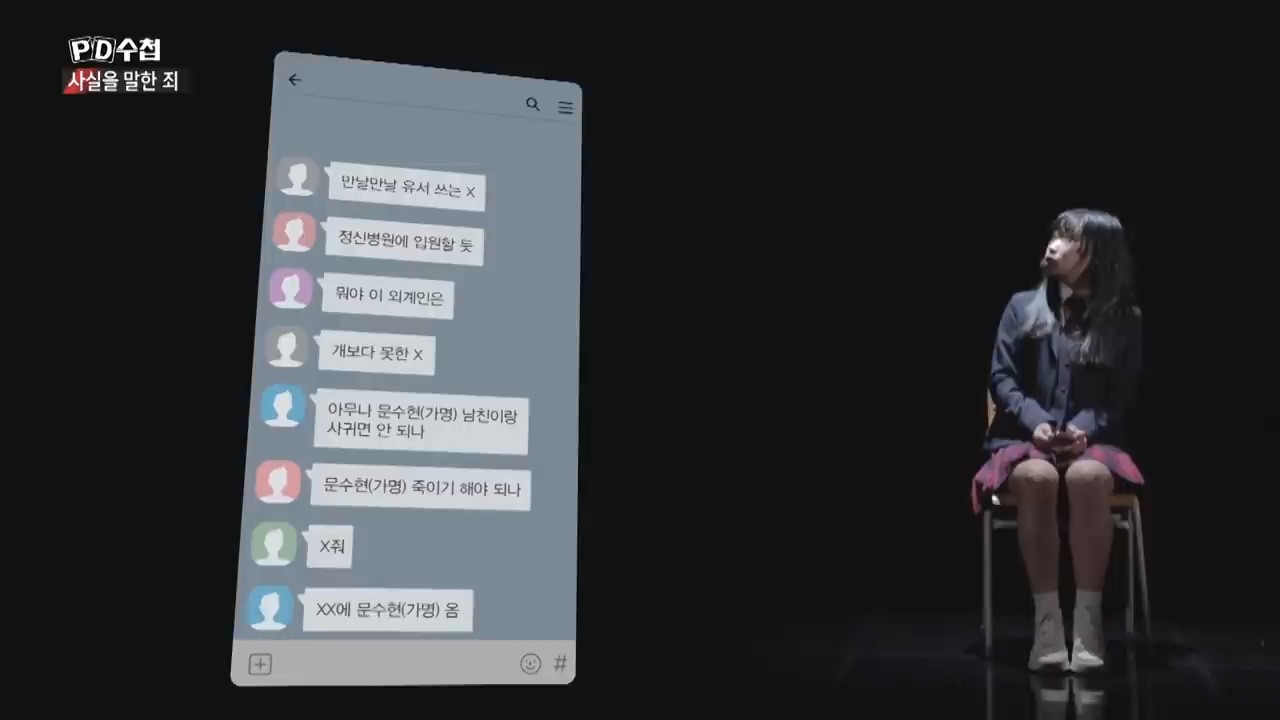 PD수첩
사실을 말한 죄
만날만날 유서 쓰는 X
정신병원에 입원할 듯
뭐야 이 외계인은
개보다 못한 X
아무나 문수현(가명) 남친이랑
사귀면 안 되나
문수현(가명) 죽이기 해야 되나
X줘
XX에 문수현(가명) 옴
#